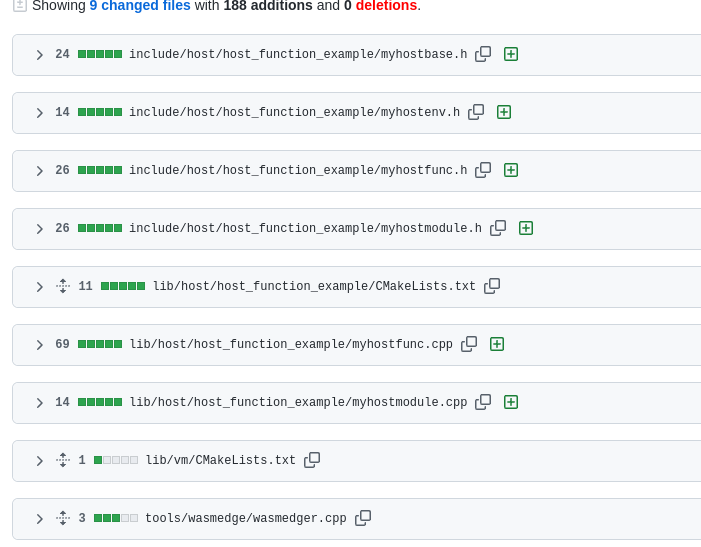 Showing 9 changed files with 188 additions and 0 deletions.
24 include/host/host_function_example/myhostbase.h
14 include/host/host_function_example/myhostenv.h
26 include/host/host_function_example/myhostfunc.h
26 include/host/host_function_example/myhostmodule.h
11 lib/host/host_function_example/CMakeLists.txt
69 lib/host/host_function_example/myhostfunc.cpp
14 lib/host/host_function_example/myhostmodule.cpp
1 lib/vm/CMakeLists.txt
3 tools/wasmedge/wasmedger.cpp